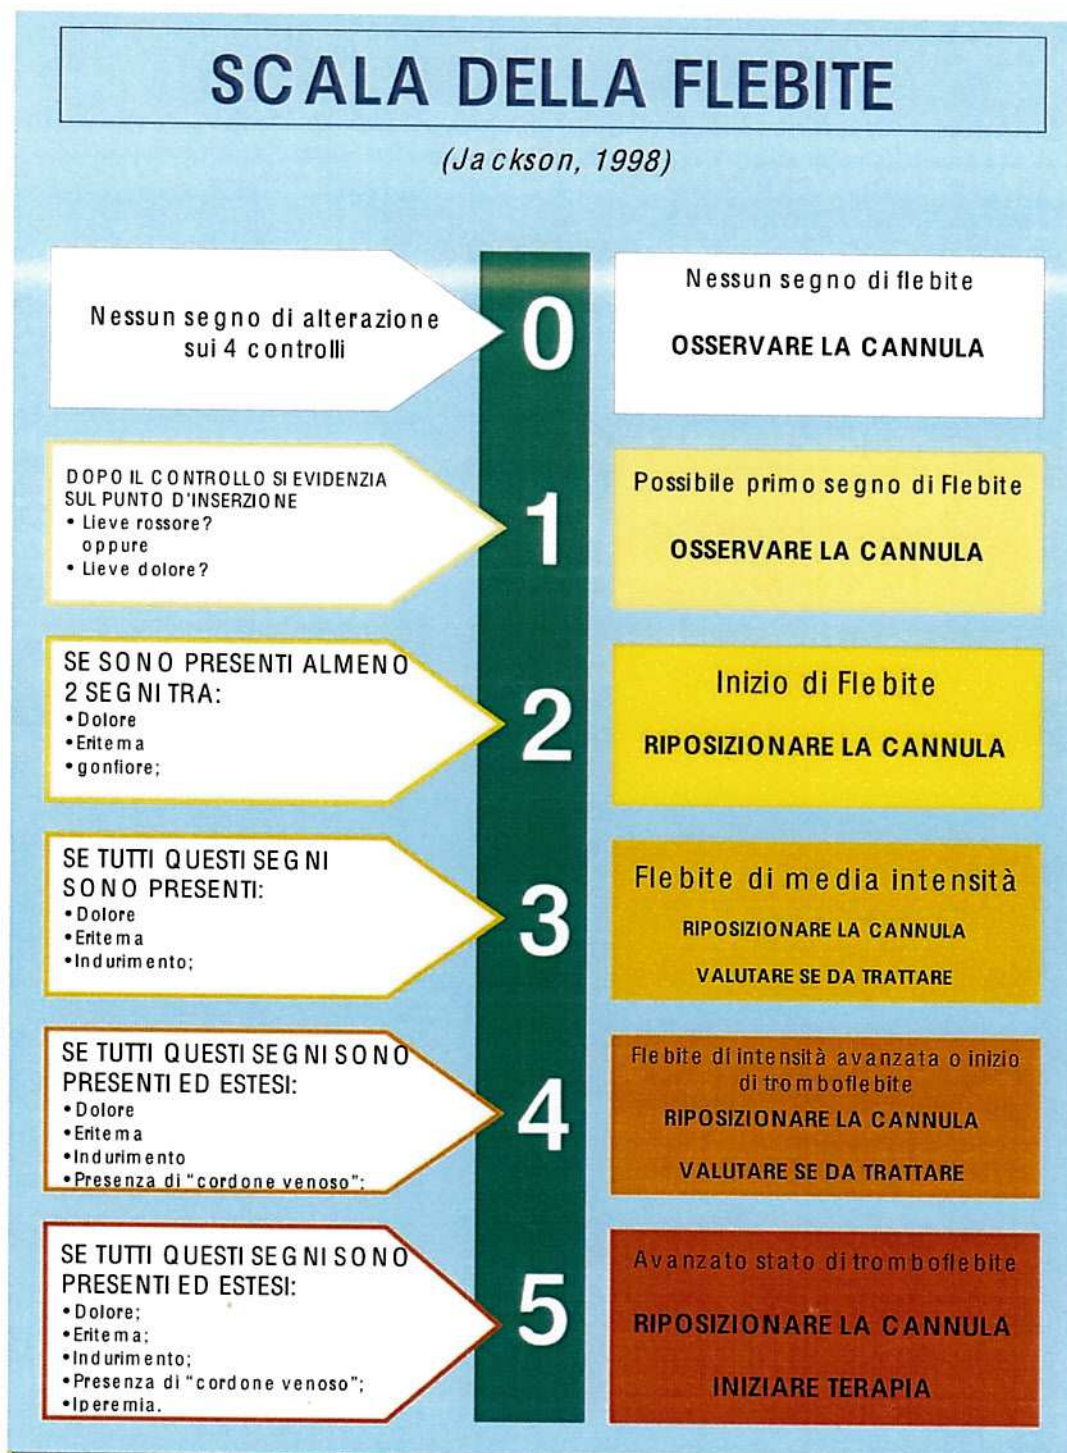 SCALA DELLA FLEBITE
(Jackson, 1998)
Nessun segno di alterazione
sui 4 controlli
0
Nessun segno di flebite
OSSERVARE LA CANNULA
DOPO IL CONTROLLO SI EVIDENZIA
SUL PUNTO D'INSERZIONE
• Lieve rossore?
oppure
• Lieve dolore?
1
Possibile primo segno di Flebite
OSSERVARE LA CANNULA
SE SONO PRESENTI ALMENO
2 SEGNI TRA:
• Dolore
• Eritema
• gonfiore;
2
Inizio di Flebite
RIPOSIZIONARE LA CANNULA
SE TUTTI QUESTI SEGNI
SONO PRESENTI:
• Dolore
• Eritema
• Indurimento;
3
Flebite di media intensità
RIPOSIZIONARE LA CANNULA
VALUTARE SE DA TRATTARE
SE TUTTI QUESTI SEGNI SONO
PRESENTI ED ESTESI:
• Dolore
• Eritema
• Indurimento
• Presenza di "cordone venoso";
4
Flebite di intensità avanzata o inizio
di tromboflebite
RIPOSIZIONARE LA CANNULA
VALUTARE SE DA TRATTARE
SE TUTTI QUESTI SEGNI SONO
PRESENTI ED ESTESI:
• Dolore;
• Eritema;
• Indurimento;
• Presenza di "cordone venoso";
• Iperemia.
5
Avanzato stato di tromboflebite
RIPOSIZIONARE LA CANNULA
INIZIARE TERAPIA